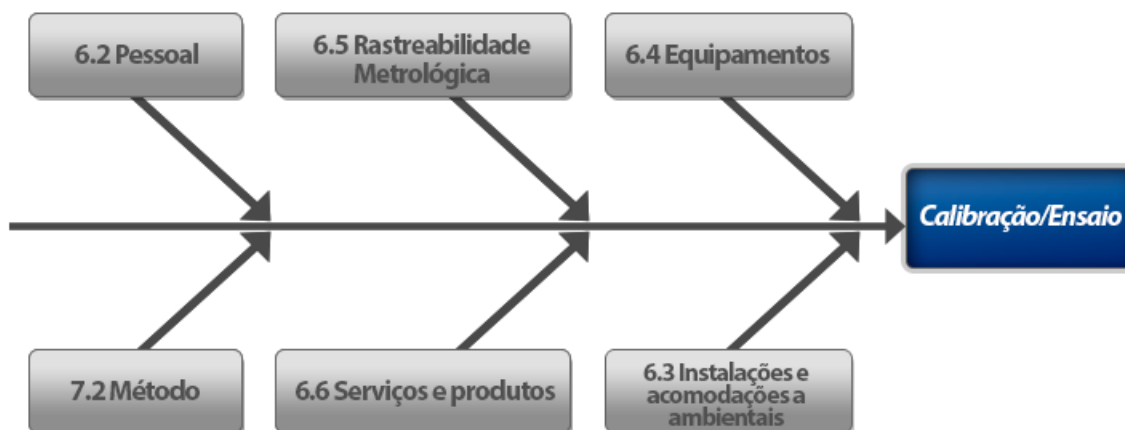 6.2 Pessoal
6.5 Rastreabilidade
Metrológica
6.4 Equipamentos
Calibração/Ensaio
7.2 Método
6.6 Serviços e produtos
6.3 Instalações e
acomodações a
ambientais